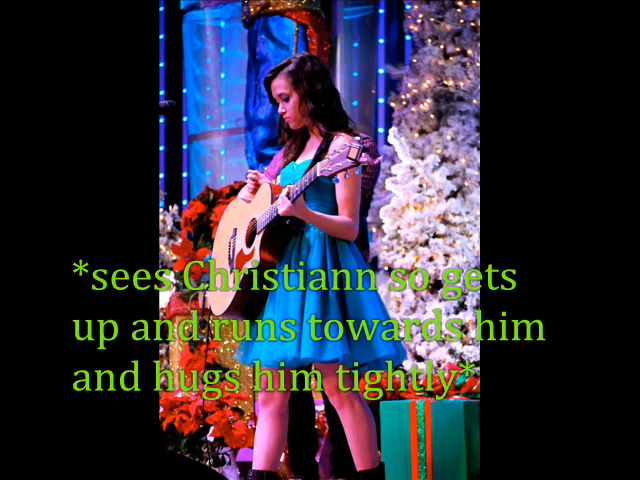 *sees Christiann so gets
up and runs towards him
and hugs him tightly*